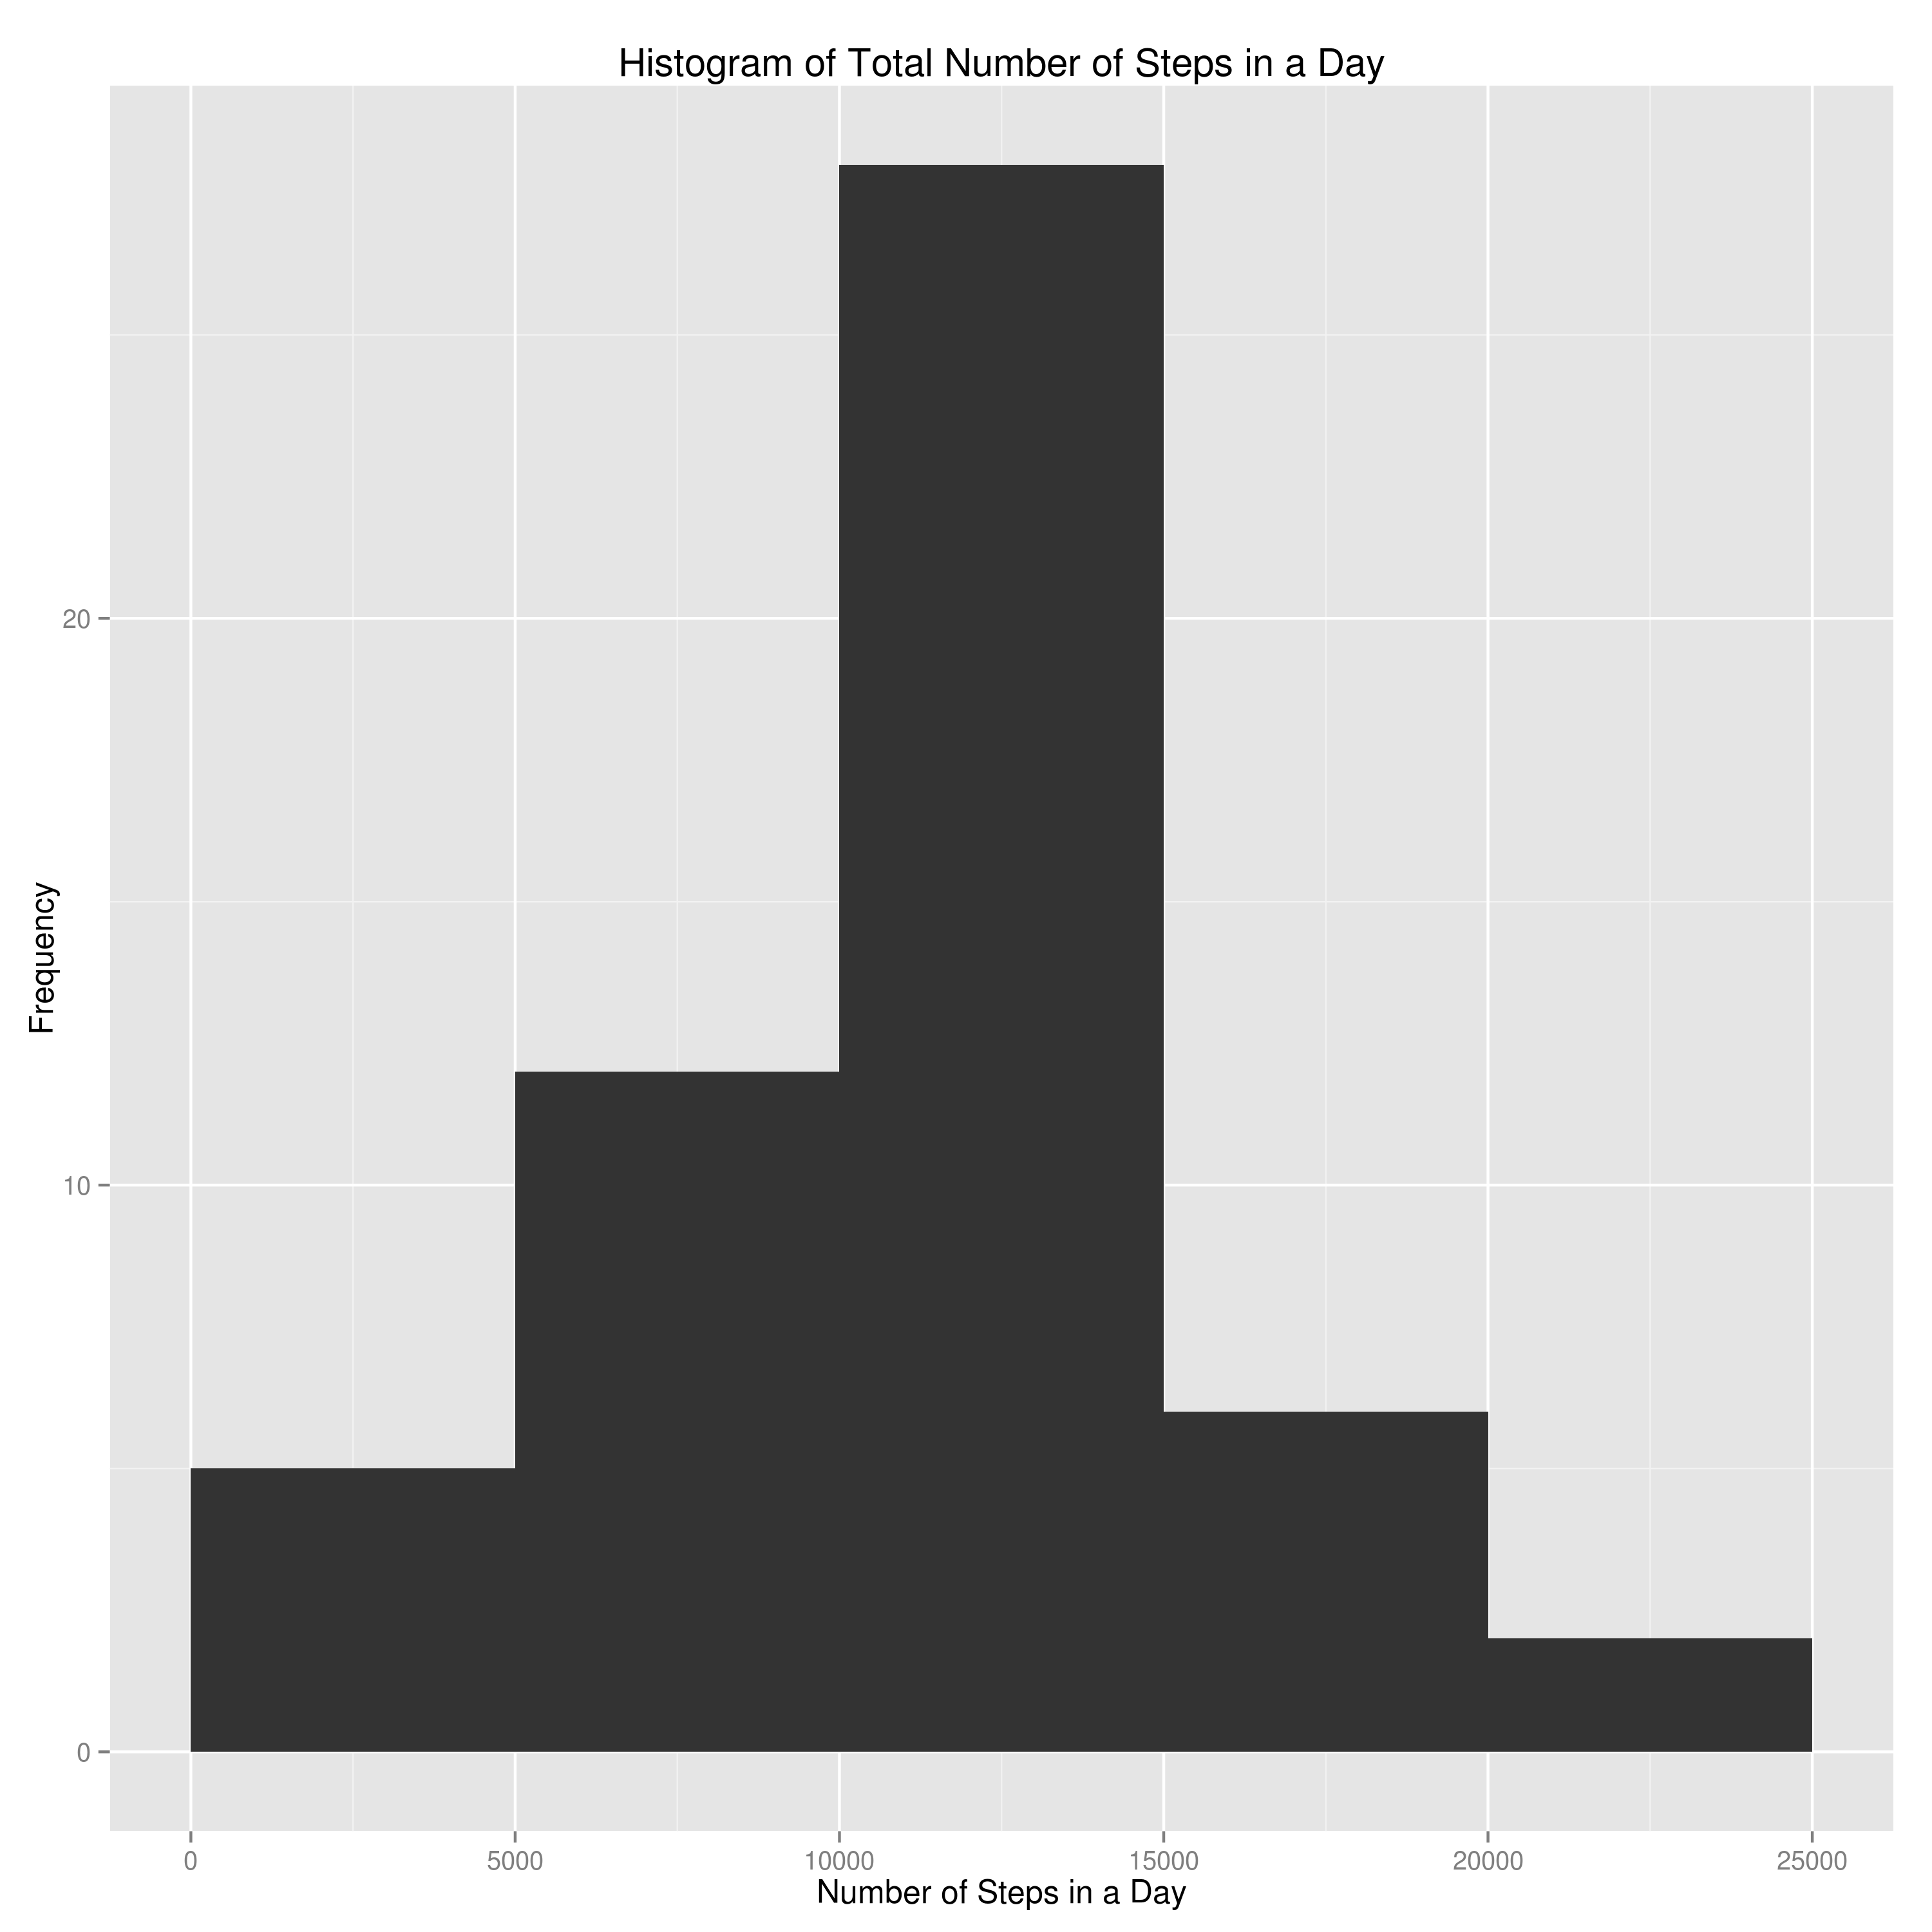 Histogram of Total Number of Steps in a Day
Frequency
20
10
0
0 5000 10000 15000 20000 25000
Number of Steps in a Day